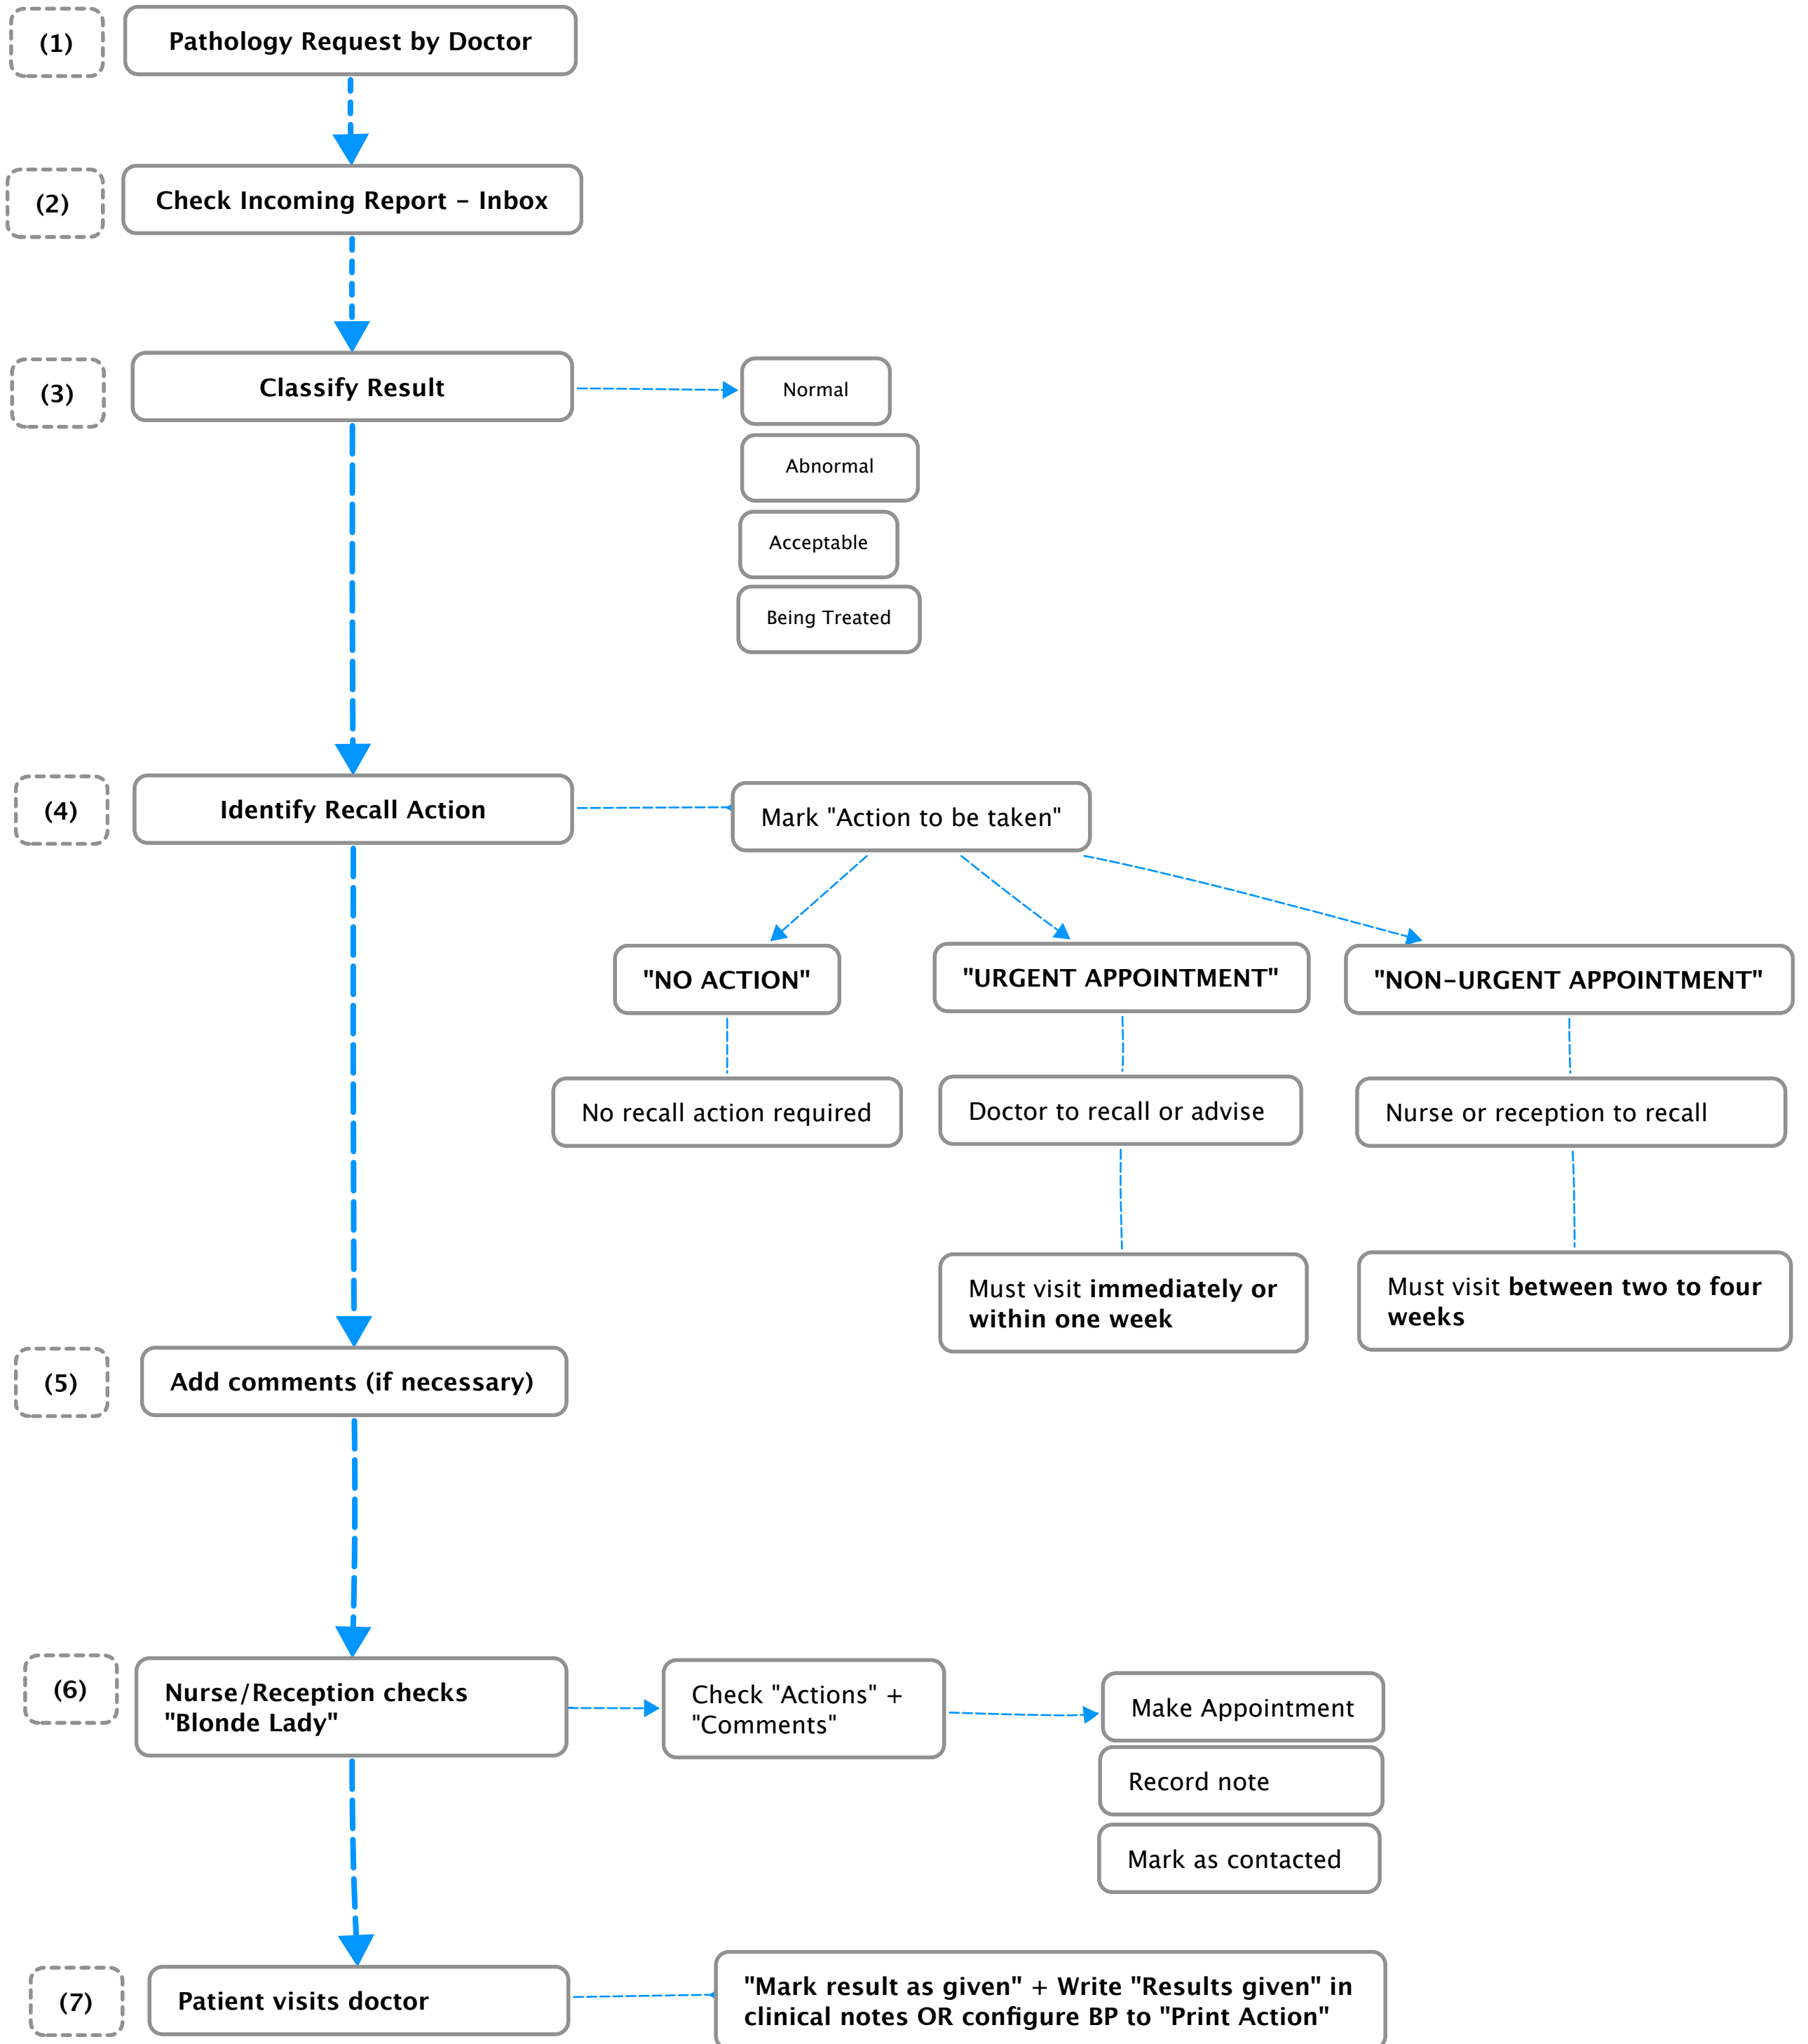 (1)
Pathology Request by Doctor
(2)
Check Incoming Report - Inbox
(3)
Classify Result
Normal
Abnormal
Acceptable
Being Treated
(4)
Identify Recall Action
Mark "Action to be taken"
"NO ACTION"
"URGENT APPOINTMENT"
"NON-URGENT APPOINTMENT"
No recall action required
Doctor to recall or advise
Nurse or reception to recall
Must visit immediately or
within one week
Must visit between two to four
weeks
(5)
Add comments (if necessary)
(6)
Nurse/Reception checks
"Blonde Lady"
Check "Actions" +
"Comments"
Make Appointment
Record note
Mark as contacted
(7)
Patient visits doctor
"Mark result as given" + Write "Results given" in
clinical notes OR configure BP to "Print Action"